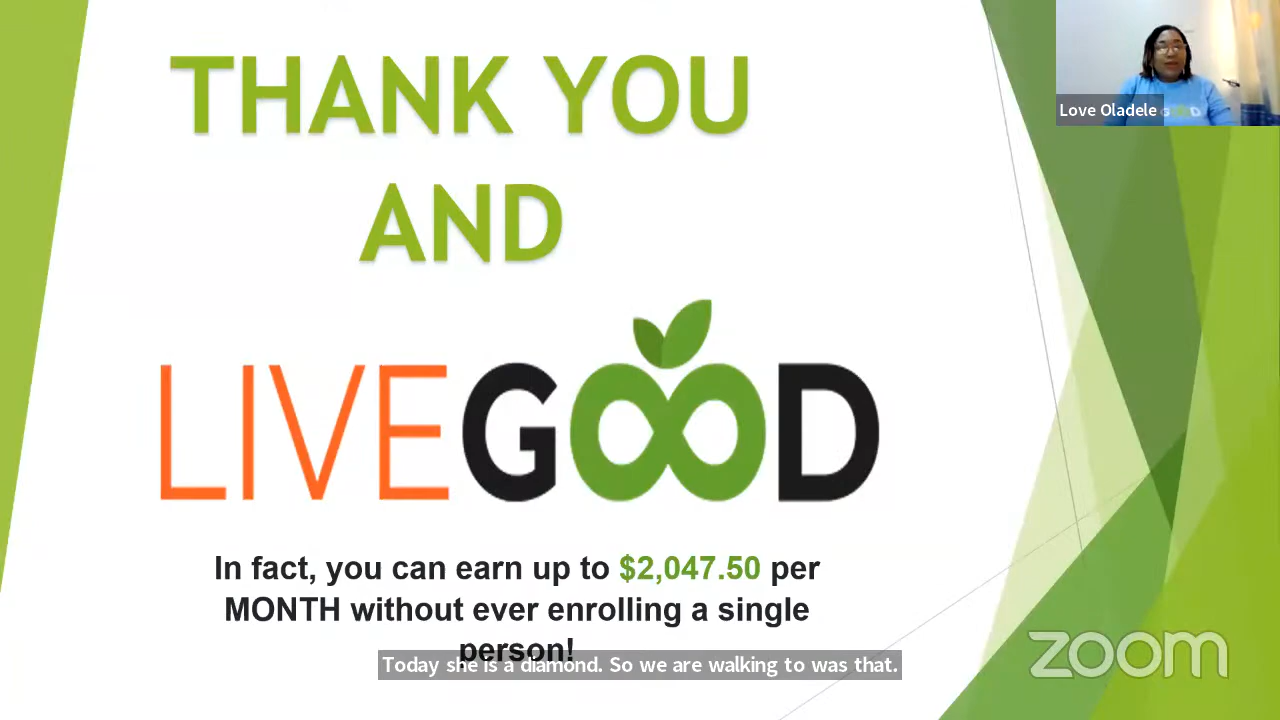 THANK YOU
AND
LIVEGOOD
In fact, you can earn up to $2,047.50 per
MONTH without ever enrolling a single
person!
Today she is a diamond. So we are walking to was that.
Love Oladele
GOOD
zoom